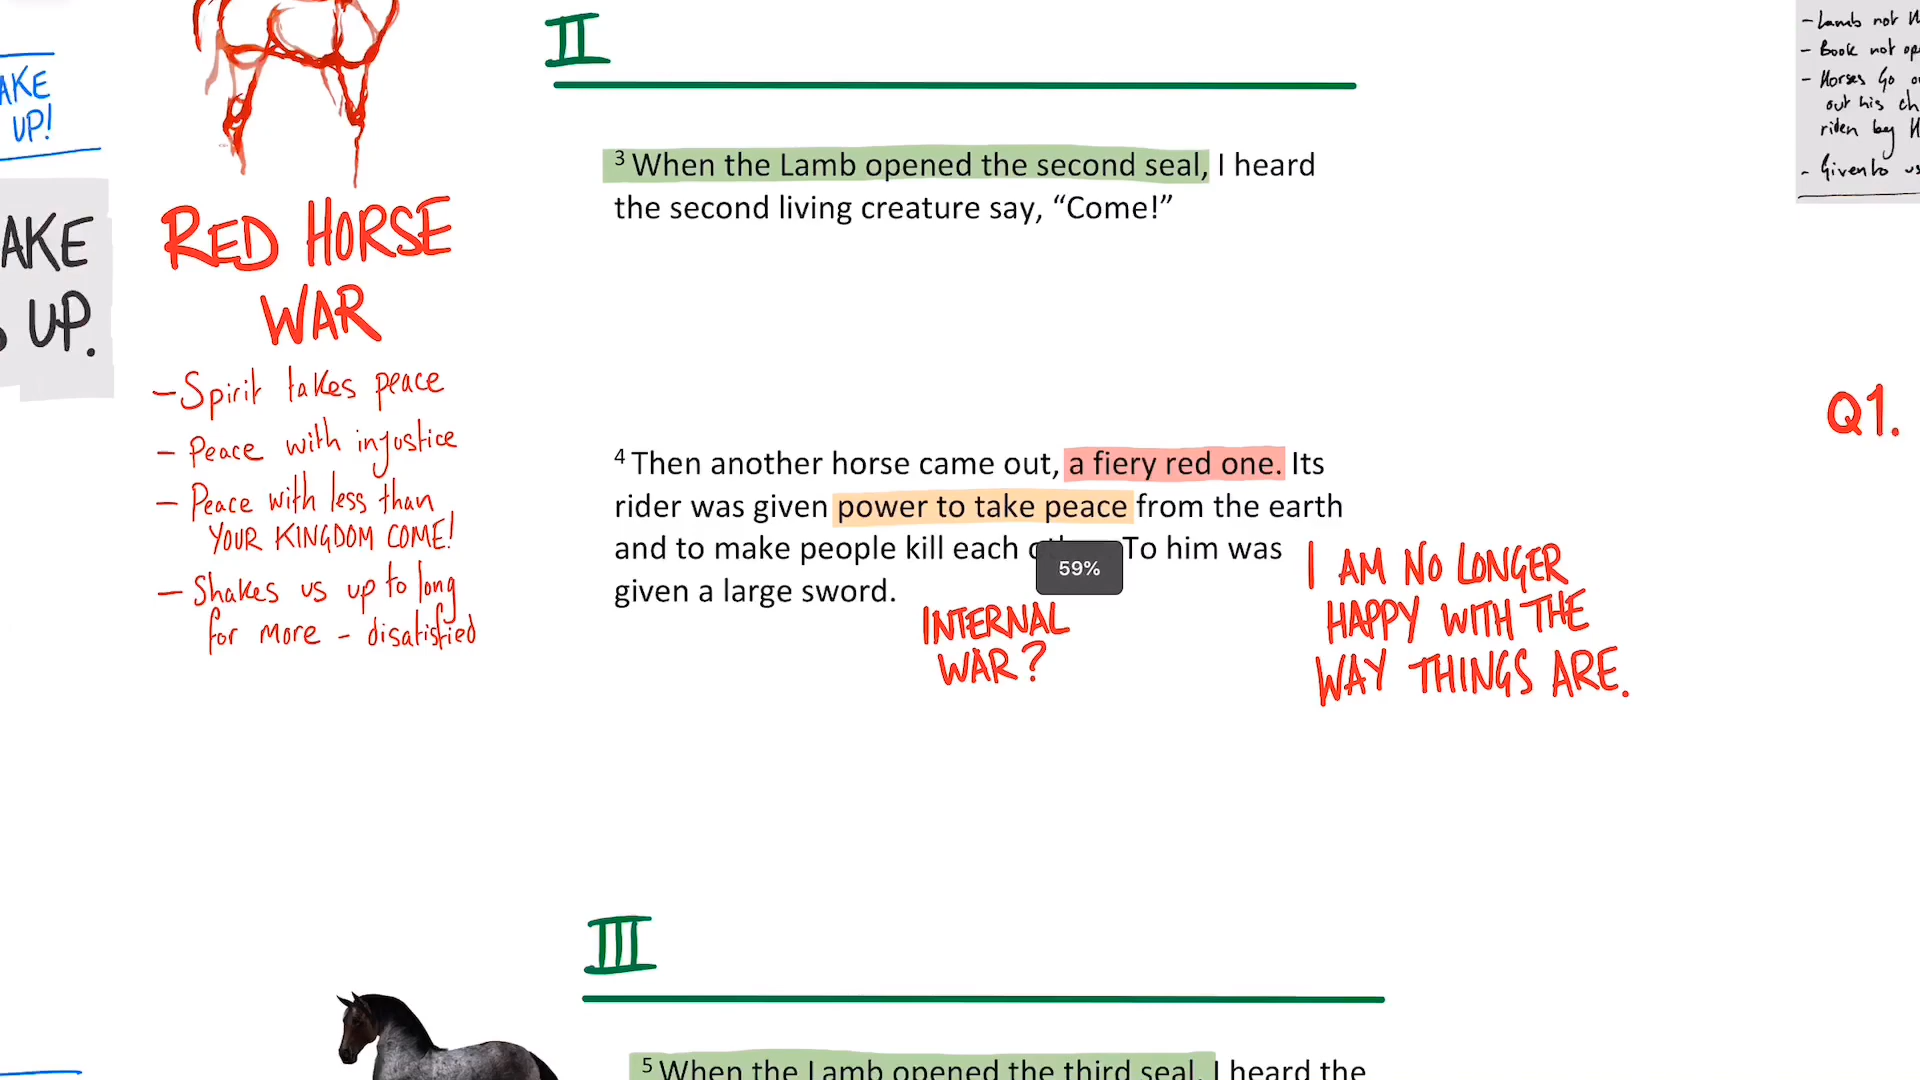 AKE
UP!
AKE
UP.
RED HORSE
WAR
- Spirit takes peace
- Peace with injustice
- Peace with less than
YOUR KINGDOM COME!
- Shakes us up to long
for more - disatisfied
II
3 When the Lamb opened the second seal, I heard
the second living creature say, “Come!”
4 Then another horse came out, a fiery red one. Its
rider was given power to take peace from the earth
and to make people kill each To him was
given a large sword.
59%
INTERNAL
WAR?
I AM NO LONGER
HAPPY WITH THE
WAY THINGS ARE.
- Lamb not
- Book not
- Horses Go
out his
riden by
- Given to us
Q1.
III
5 When the Lamb opened the third seal, I heard the